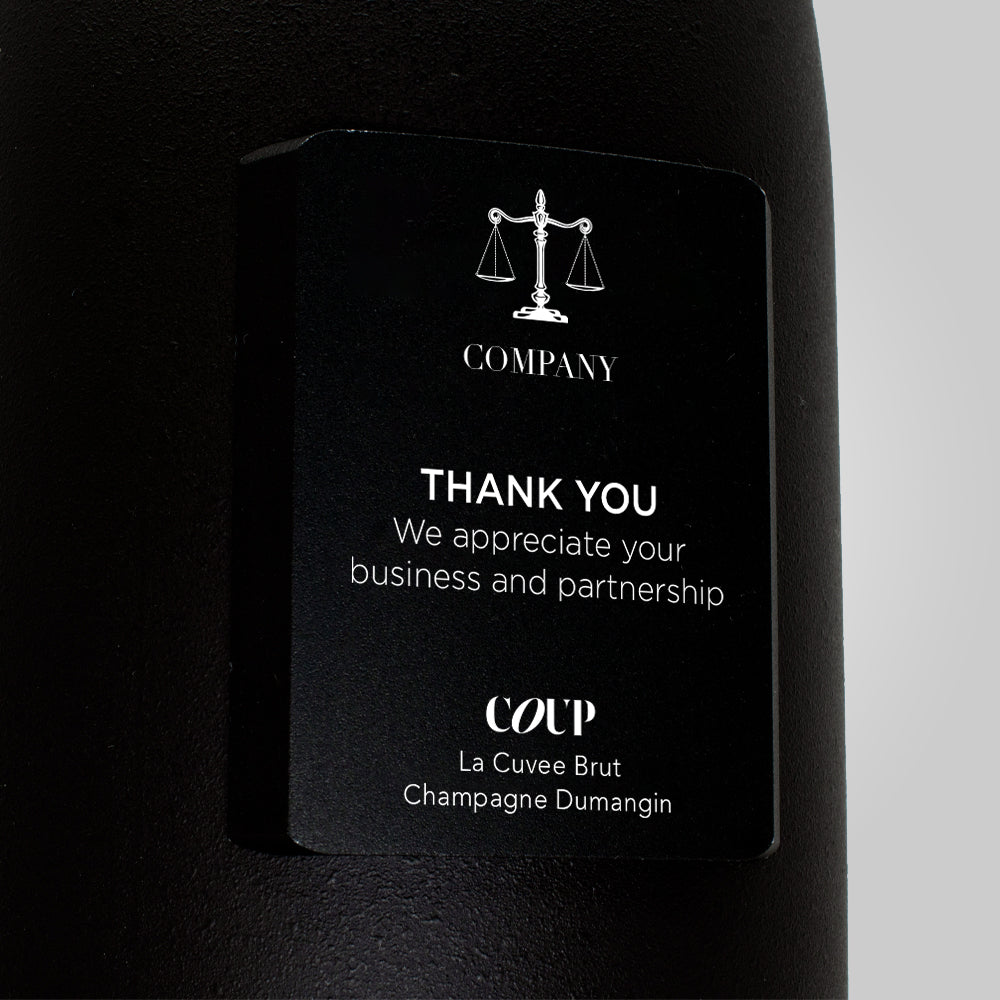 COMPANY
THANK YOU
We appreciate your
business and partnership
COUP
La Cuvee Brut
Champagne Dumangin